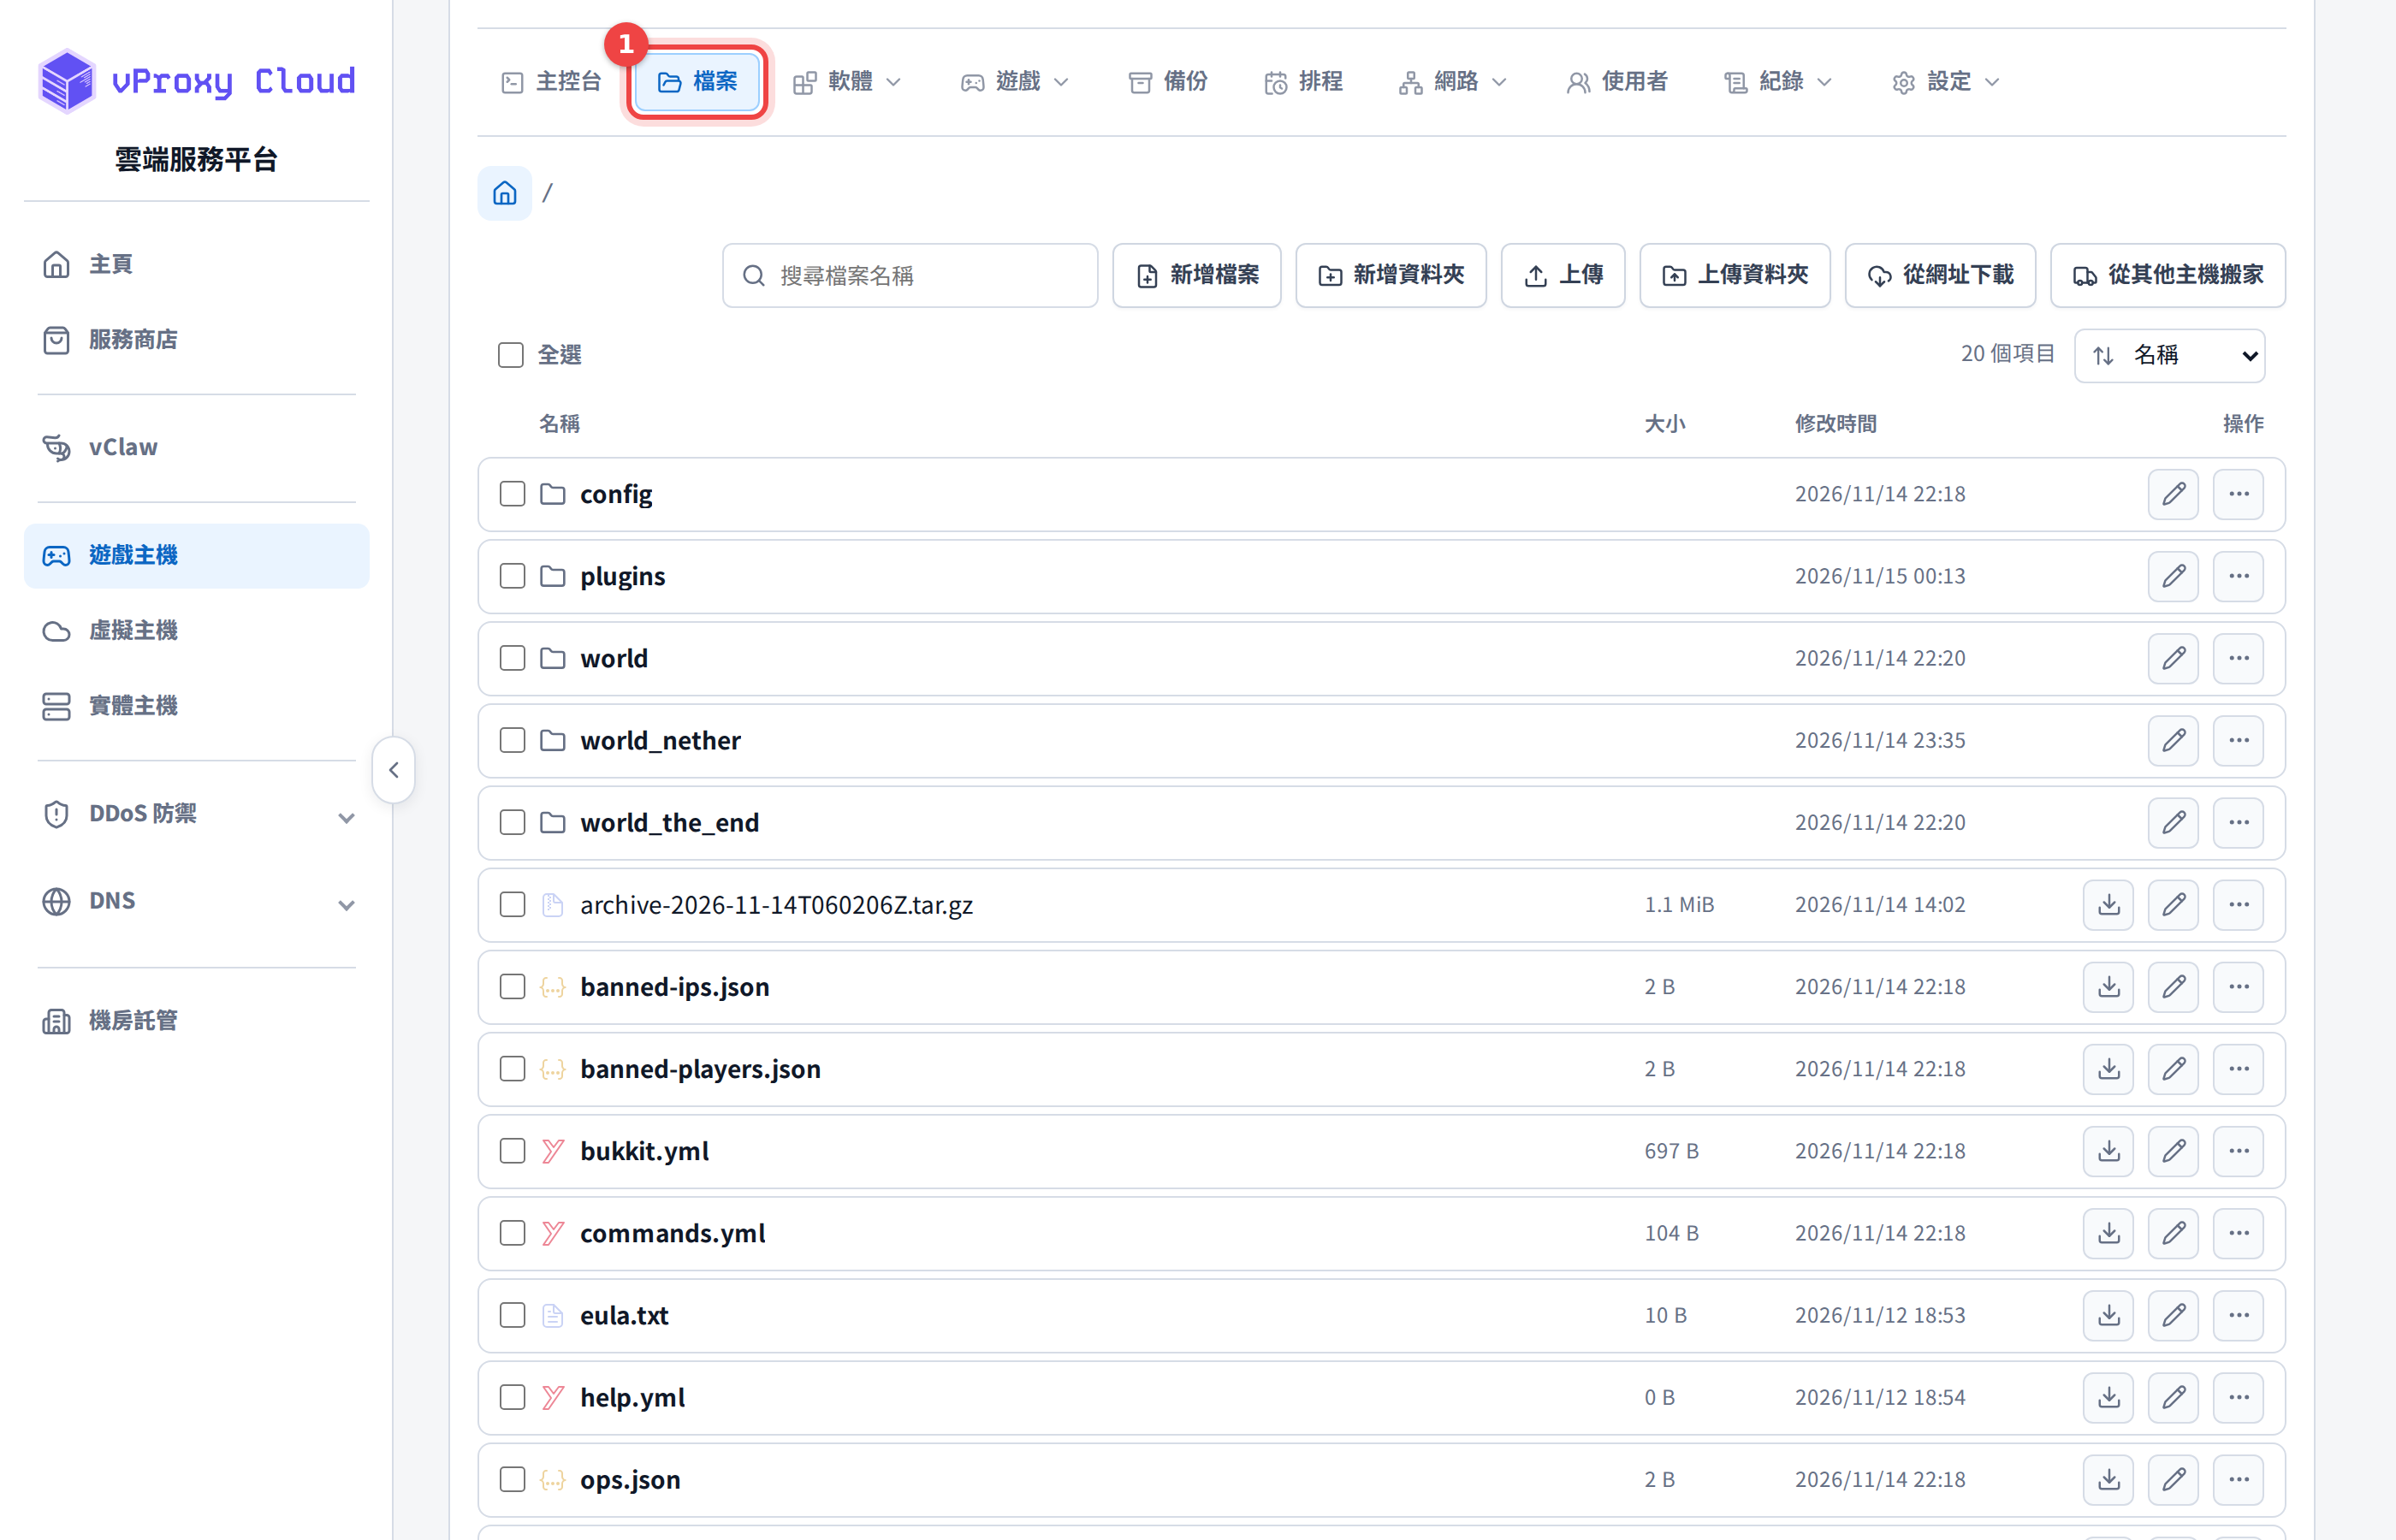 vProxy Cloud
雲端服務平台
主頁
服務商店
vClaw
遊戲主機
虛擬主機
實體主機
DDoS 防禦
DNS
機房託管
1
主控台 檔案 軟體 遊戲 備份 排程 網路 使用者 紀錄 設定
/
搜尋檔案名稱 新增檔案 新增資料夾 上傳 上傳資料夾 從網址下載 從其他主機搬家
全選 20 個項目 名稱
名稱 大小 修改時間 操作
config 2026/11/14 22:18
plugins 2026/11/15 00:13
world 2026/11/14 22:20
world_nether 2026/11/14 23:35
world_the_end 2026/11/14 22:20
archive-2026-11-14T060206Z.tar.gz 1.1 MiB 2026/11/14 14:02
banned-ips.json 2 B 2026/11/14 22:18
banned-players.json 2 B 2026/11/14 22:18
bukkit.yml 697 B 2026/11/14 22:18
commands.yml 104 B 2026/11/14 22:18
eula.txt 10 B 2026/11/12 18:53
help.yml 0 B 2026/11/12 18:54
ops.json 2 B 2026/11/14 22:18